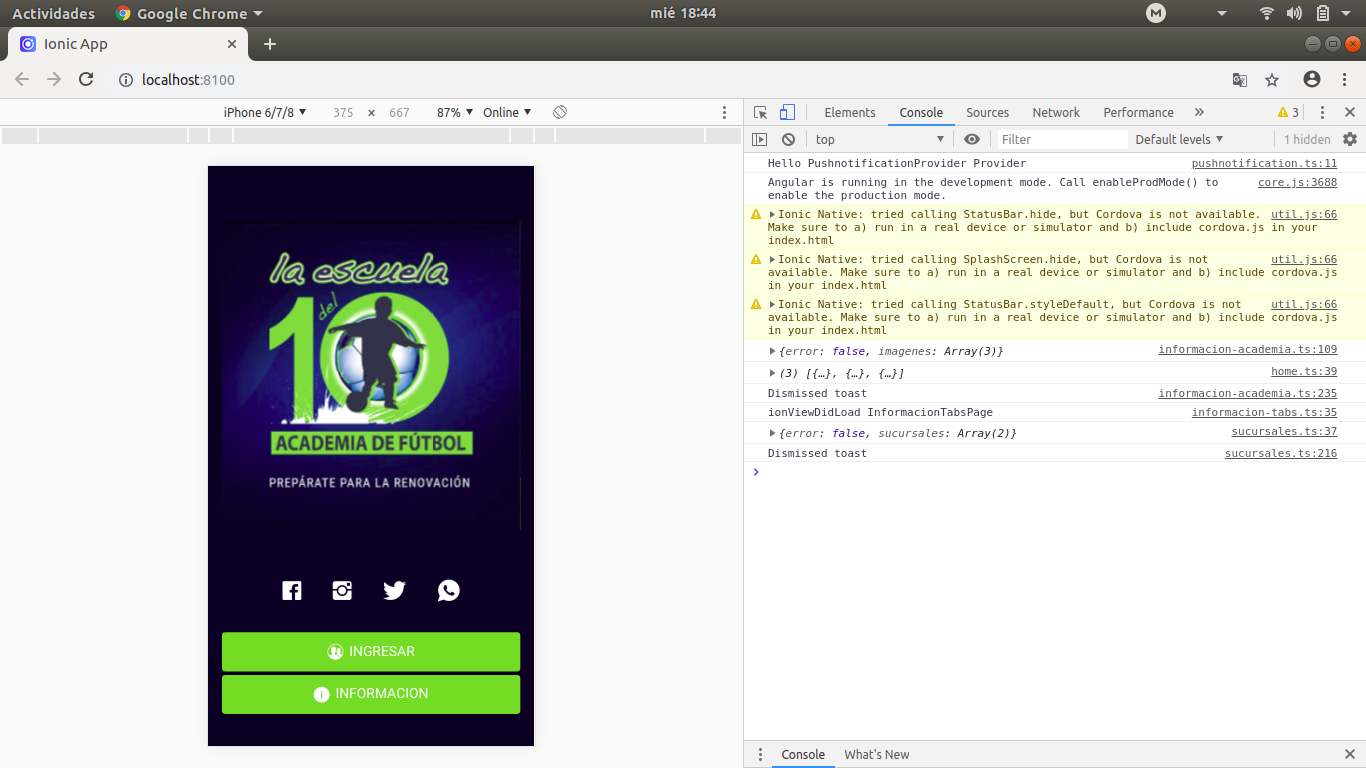 Actividades
Google Chrome
mié 18:44
M
Ionic App
localhost:8100
iPhone 6/7/8
375 × 667
87%
Online
Elements
Console
Sources
Network
Performance
»
3
top
Filter
Default levels
1 hidden
Hello PushnotificationProvider Provider pushnotification.ts:11
Angular is running in the development mode. Call enableProdMode() to core.js:3688
enable the production mode.
Ionic Native: tried calling StatusBar.hide, but Cordova is not available. util.js:66
Make sure to a) run in a real device or simulator and b) include cordova.js in your
index.html
Ionic Native: tried calling SplashScreen.hide, but Cordova is not util.js:66
available. Make sure to a) run in a real device or simulator and b) include cordova.js
in your index.html
Ionic Native: tried calling StatusBar.styleDefault, but Cordova is not util.js:66
available. Make sure to a) run in a real device or simulator and b) include cordova.js
in your index.html
{error: false, imagenes: Array(3)} informacion-academia.ts:109
(3) [{…}, {…}, {…}] home.ts:39
Dismissed toast informacion-academia.ts:235
ionViewDidLoad InformacionTabsPage informacion-tabs.ts:35
{error: false, sucursales: Array(2)} sucursales.ts:37
Dismissed toast sucursales.ts:216
la escuela
del
10
ACADEMIA DE FÚTBOL
PREPÁRATE PARA LA RENOVACIÓN
INGRESAR
INFORMACION
Console
What's New